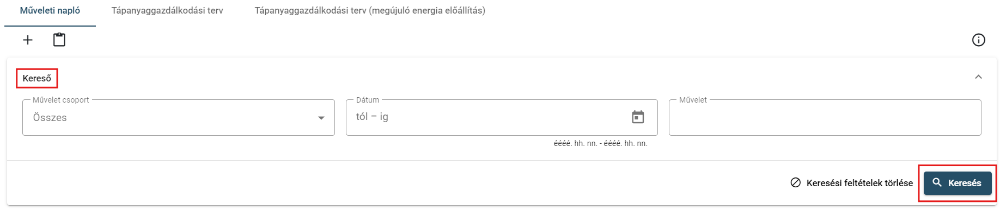 Műveleti napló
Tápanyaggazdálkodási terv
Tápanyaggazdálkodási terv (megújuló energia előállítás)
Kereső
Művelet csoport
Összes
Dátum
tól – ig
éééé. hh. nn. - éééé. hh. nn.
Művelet
Keresési feltételek törlése
Keresés